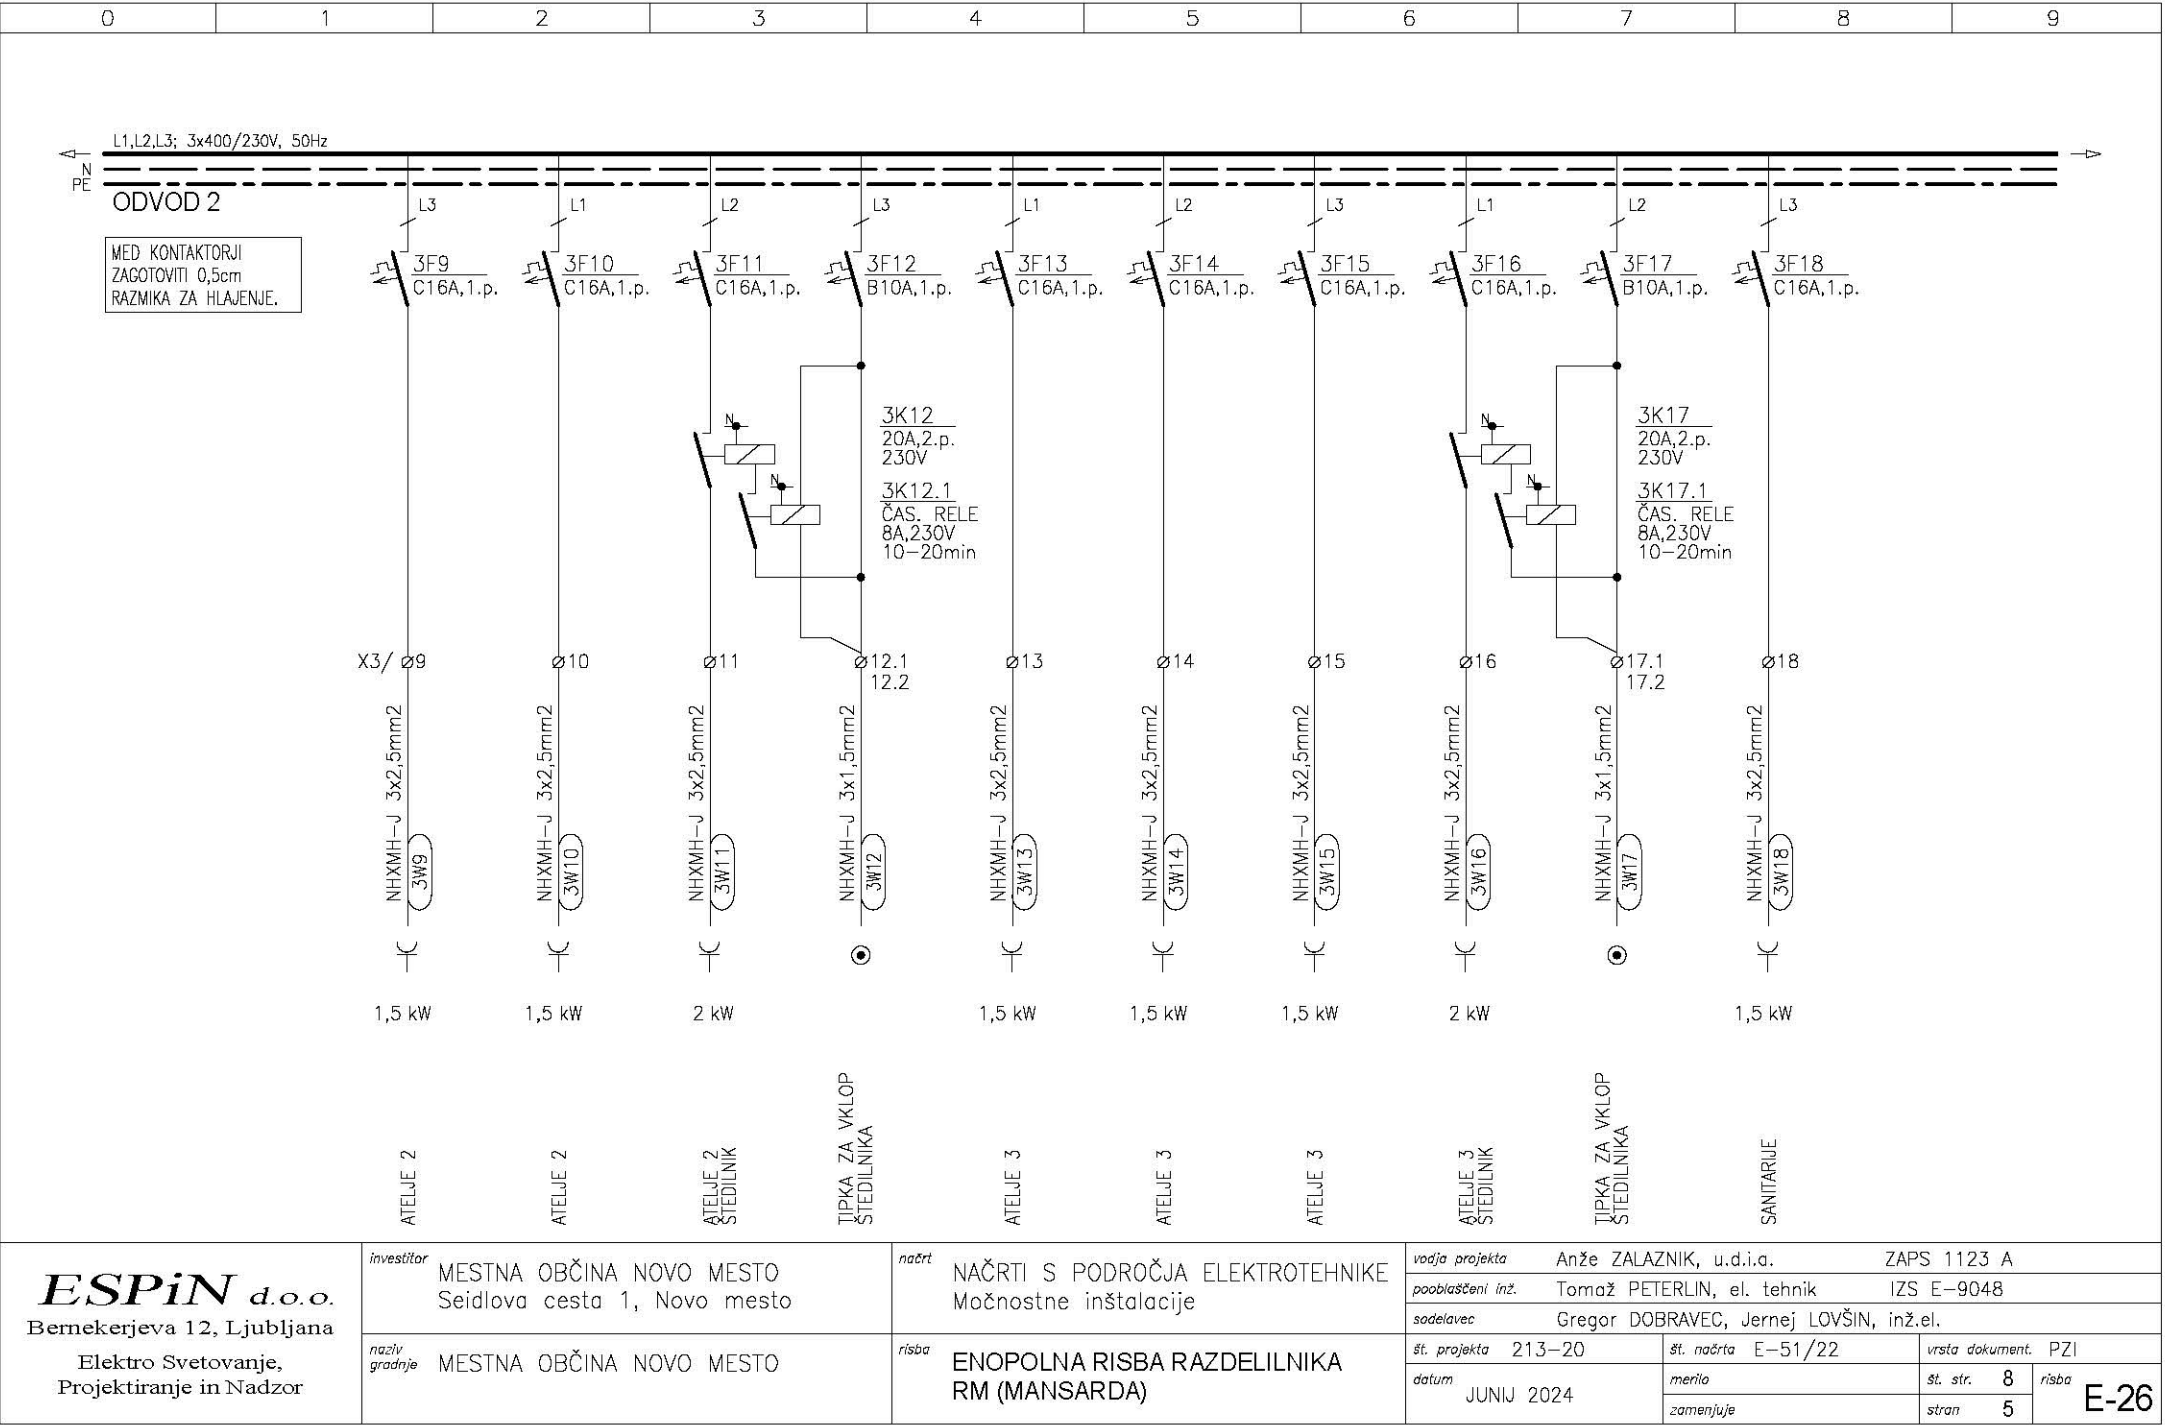 0 1 2 3 4 5 6 7 8 9
L1,L2,L3; 3x400/230V, 50Hz
N
PE
ODVOD 2
L3 L1 L2 L3 L1 L2 L3 L1 L2 L3
MED KONTAKTORJI
ZAGOTOVITI 0,5cm
RAZMIKA ZA HLAJENJE.
3F9 3F10 3F11 3F12 3F13 3F14 3F15 3F16 3F17 3F18
C16A,1.p. C16A,1.p. C16A,1.p. B10A,1.p. C16A,1.p. C16A,1.p. C16A,1.p. C16A,1.p. B10A,1.p. C16A,1.p.
N
N
3K12
20A,2.p.
230V
3K12.1
ČAS. RELE
8A,230V
10-20min
N
N
3K17
20A,2.p.
230V
3K17.1
ČAS. RELE
8A,230V
10-20min
X3/ 9 10 11 12.1 13 14 15 16 17.1 18
12.2 17.2
NHXMH-J 3x2,5mm2
3W9
NHXMH-J 3x2,5mm2
3W10
NHXMH-J 3x2,5mm2
3W11
NHXMH-J 3x1,5mm2
3W12
NHXMH-J 3x2,5mm2
3W13
NHXMH-J 3x2,5mm2
3W14
NHXMH-J 3x2,5mm2
3W15
NHXMH-J 3x2,5mm2
3W16
NHXMH-J 3x1,5mm2
3W17
NHXMH-J 3x2,5mm2
3W18
1,5 kW 1,5 kW 2 kW 1,5 kW 1,5 kW 1,5 kW 2 kW 1,5 kW
ATELJE 2
ATELJE 2
ATELJE 2
ŠTEDILNIK
TIPKA ZA VKLOP
ŠTEDILNIKA
ATELJE 3
ATELJE 3
ATELJE 3
ATELJE 3
ŠTEDILNIK
TIPKA ZA VKLOP
ŠTEDILNIKA
SANITARIJE
ESPiN d.o.o.
Bernekerjeva 12, Ljubljana
Elektro Svetovanje,
Projektiranje in Nadzor
investitor
MESTNA OBČINA NOVO MESTO
Seidlova cesta 1, Novo mesto
naziv
gradnje
MESTNA OBČINA NOVO MESTO
načrt
NAČRTI S PODROČJA ELEKTROTEHNIKE
Močnostne inštalacije
risba
ENOPOLNA RISBA RAZDELILNIKA
RM (MANSARDA)
vodja projekta Anže ZALAZNIK, u.d.i.a. ZAPS 1123 A
pooblaščeni inž. Tomaž PETERLIN, el. tehnik IZS E-9048
sodelavec Gregor DOBRAVEC, Jernej LOVŠIN, inž.el.
št. projekta 213-20 št. načrta E-51/22 vrsta dokument. PZI
datum JUNIJ 2024
merilo
zamenjuje
št. str. 8
stran 5
risba E-26